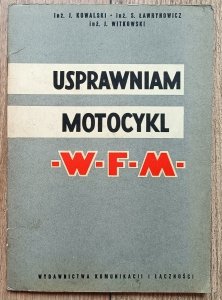 inż. J. KOWALSKI - inż. S. ŁAWRYNOWICZ
inż. J. WITKOWSKI
USPRAWNIAM
MOTOCYKL
·W·F·M·
WYDAWNICTWA KOMUNIKACJI I ŁĄCZNOŚCI